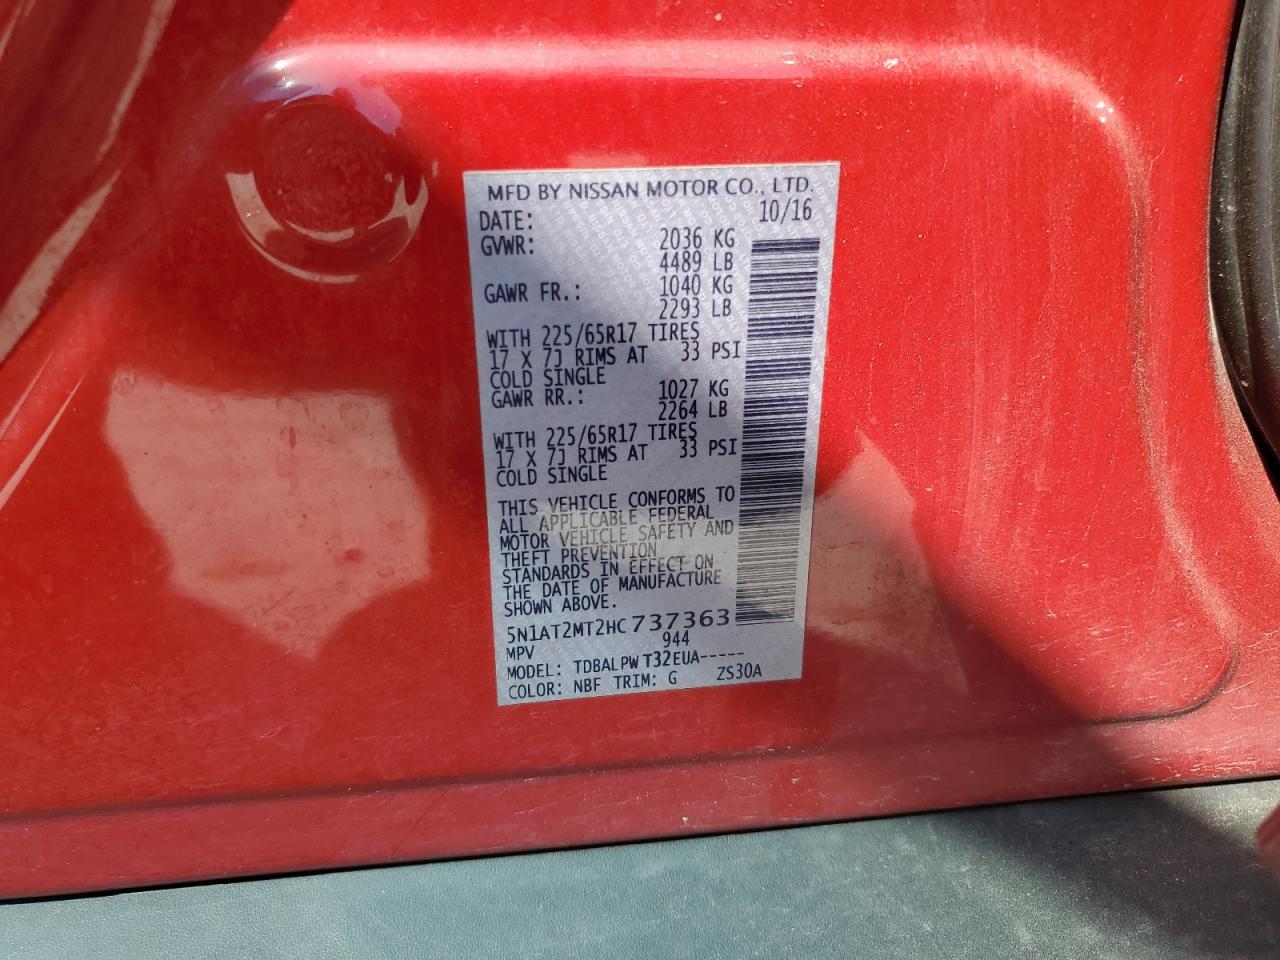 MFD BY NISSAN MOTOR CO., LTD.
DATE: 10/16
GVWR: 2036 KG
4489 LB
GAWR FR.: 1040 KG
2293 LB
WITH 225/65R17 TIRES
17 X 7J RIMS AT 33 PSI
COLD SINGLE
GAWR RR.: 1027 KG
2264 LB
WITH 225/65R17 TIRES
17 X 7J RIMS AT 33 PSI
COLD SINGLE
THIS VEHICLE CONFORMS TO
ALL APPLICABLE FEDERAL
MOTOR VEHICLE SAFETY AND
THEFT PREVENTION
STANDARDS IN EFFECT ON
THE DATE OF MANUFACTURE
SHOWN ABOVE.
5N1AT2MT2HC737363
MPV 944
MODEL: TDBALPWT32EUA-----
COLOR: NBF TRIM: G ZS30A